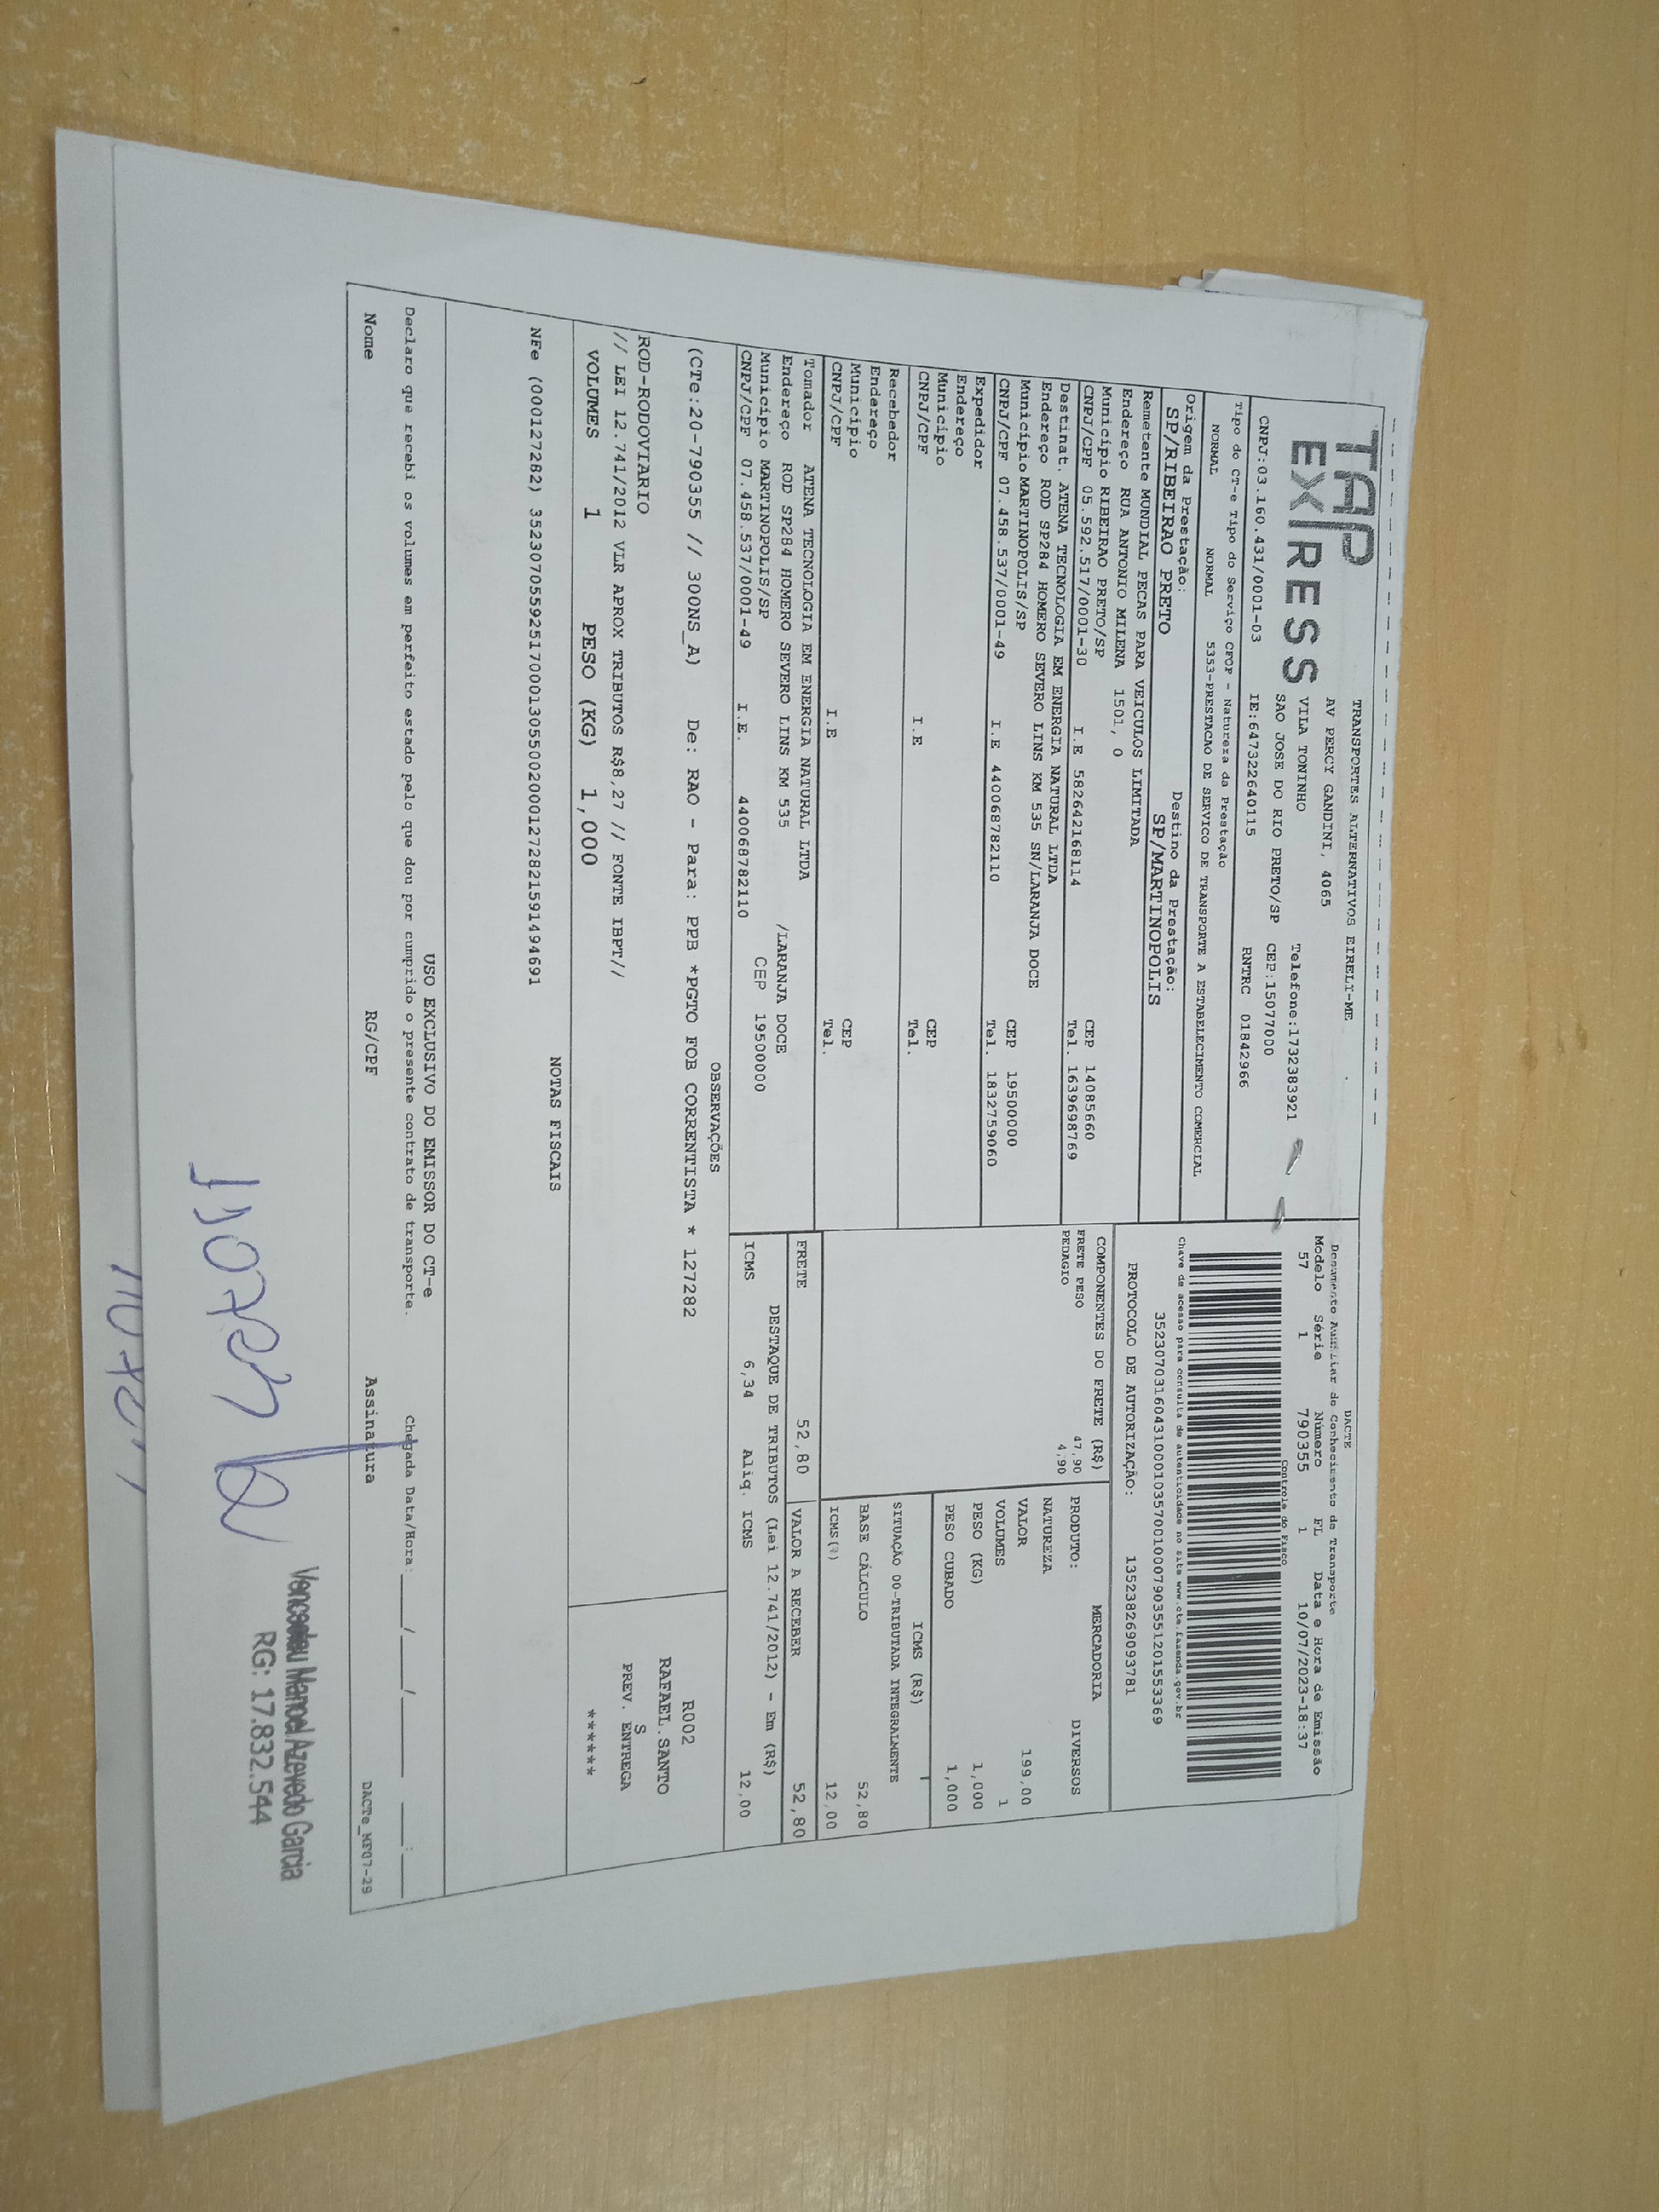 TAP
EXPRESS
TRANSPORTES ALTERNATIVOS EIRELI-ME
AV PERCY GANDINI, 4065
VILA TONINHO Telefone:1732383921
SAO JOSE DO RIO PRETO/SP CEP:15077000
CNPJ:03.160.431/0001-03 IE:647322640115 RNTRC 01842966
DACTE
Documento Auxiliar do Conhecimento de Transporte
Modelo Série Número FL Data e Hora de Emissão
57 1 790355 1 10/07/2023-18:37
Controle do Fisco
Tipo do CT-e Tipo do Serviço CFOP - Natureza da Prestação
NORMAL NORMAL 5353-PRESTACAO DE SERVICO DE TRANSPORTE A ESTABELECIMENTO COMERCIAL
Chave de acesso para consulta de autenticidade no site www.cte.fazenda.gov.br
35230703160431000103570010007903551201553369
Origem da Prestação: Destino da Prestação:
SP/RIBEIRAO PRETO SP/MARTINOPOLIS
PROTOCOLO DE AUTORIZAÇÃO: 135238269093781
Remetente MUNDIAL PECAS PARA VEICULOS LIMITADA
Endereço RUA ANTONIO MILENA 1501, 0
Município RIBEIRAO PRETO/SP CEP 14085660
CNPJ/CPF 05.592.517/0001-30 I.E 582642168114 Tel. 1639698769
Destinat. ATENA TECNOLOGIA EM ENERGIA NATURAL LTDA
Endereço ROD SP284 HOMERO SEVERO LINS KM 535 SN/LARANJA DOCE
Município MARTINOPOLIS/SP CEP 19500000
CNPJ/CPF 07.458.537/0001-49 I.E 440068782110 Tel. 1832759060
Expedidor
Endereço
Município CEP
CNPJ/CPF I.E Tel.
Recebedor
Endereço
Município CEP
CNPJ/CPF I.E Tel.
COMPONENTES DO FRETE (R$)
FRETE PESO 47,90
PEDAGIO 4,90
MERCADORIA
PRODUTO: DIVERSOS
NATUREZA
VALOR 199,00
VOLUMES 1
PESO (KG) 1,000
PESO CUBADO 1,000
ICMS (R$)
SITUAÇÃO 00-TRIBUTADA INTEGRALMENTE
BASE CÁLCULO 52,80
ICMS(%) 12,00
Tomador ATENA TECNOLOGIA EM ENERGIA NATURAL LTDA
Endereço ROD SP284 HOMERO SEVERO LINS KM 535 /LARANJA DOCE
Município MARTINOPOLIS/SP CEP 19500000
CNPJ/CPF 07.458.537/0001-49 I.E. 440068782110
FRETE 52,80 VALOR A RECEBER 52,80
DESTAQUE DE TRIBUTOS (Lei 12.741/2012) - Em (R$)
ICMS 6,34 Aliq. ICMS 12,00
OBSERVAÇÕES
(CTe:20-790355 // 300NS_A) De: RAO - Para: PPB *PGTO FOB CORRENTISTA * 127282
ROD-RODOVIARIO
// LEI 12.741/2012 VLR APROX TRIBUTOS R$8,27 // FONTE IBPT//
R002
RAFAEL.SANTO
S
PREV. ENTREGA
******
VOLUMES 1 PESO (KG) 1,000
NOTAS FISCAIS
NFe (000127282) 35230705592517000130550020001272821591494691
USO EXCLUSIVO DO EMISSOR DO CT-e
Declaro que recebi os volumes em perfeito estado pelo que dou por cumprido o presente contrato de transporte. Chegada Data/Hora: ___/___/___ __:__
Nome RG/CPF Assinatura DACTe_MF07-29
Manoel Azevedo Garcia
RG: 17.832.544